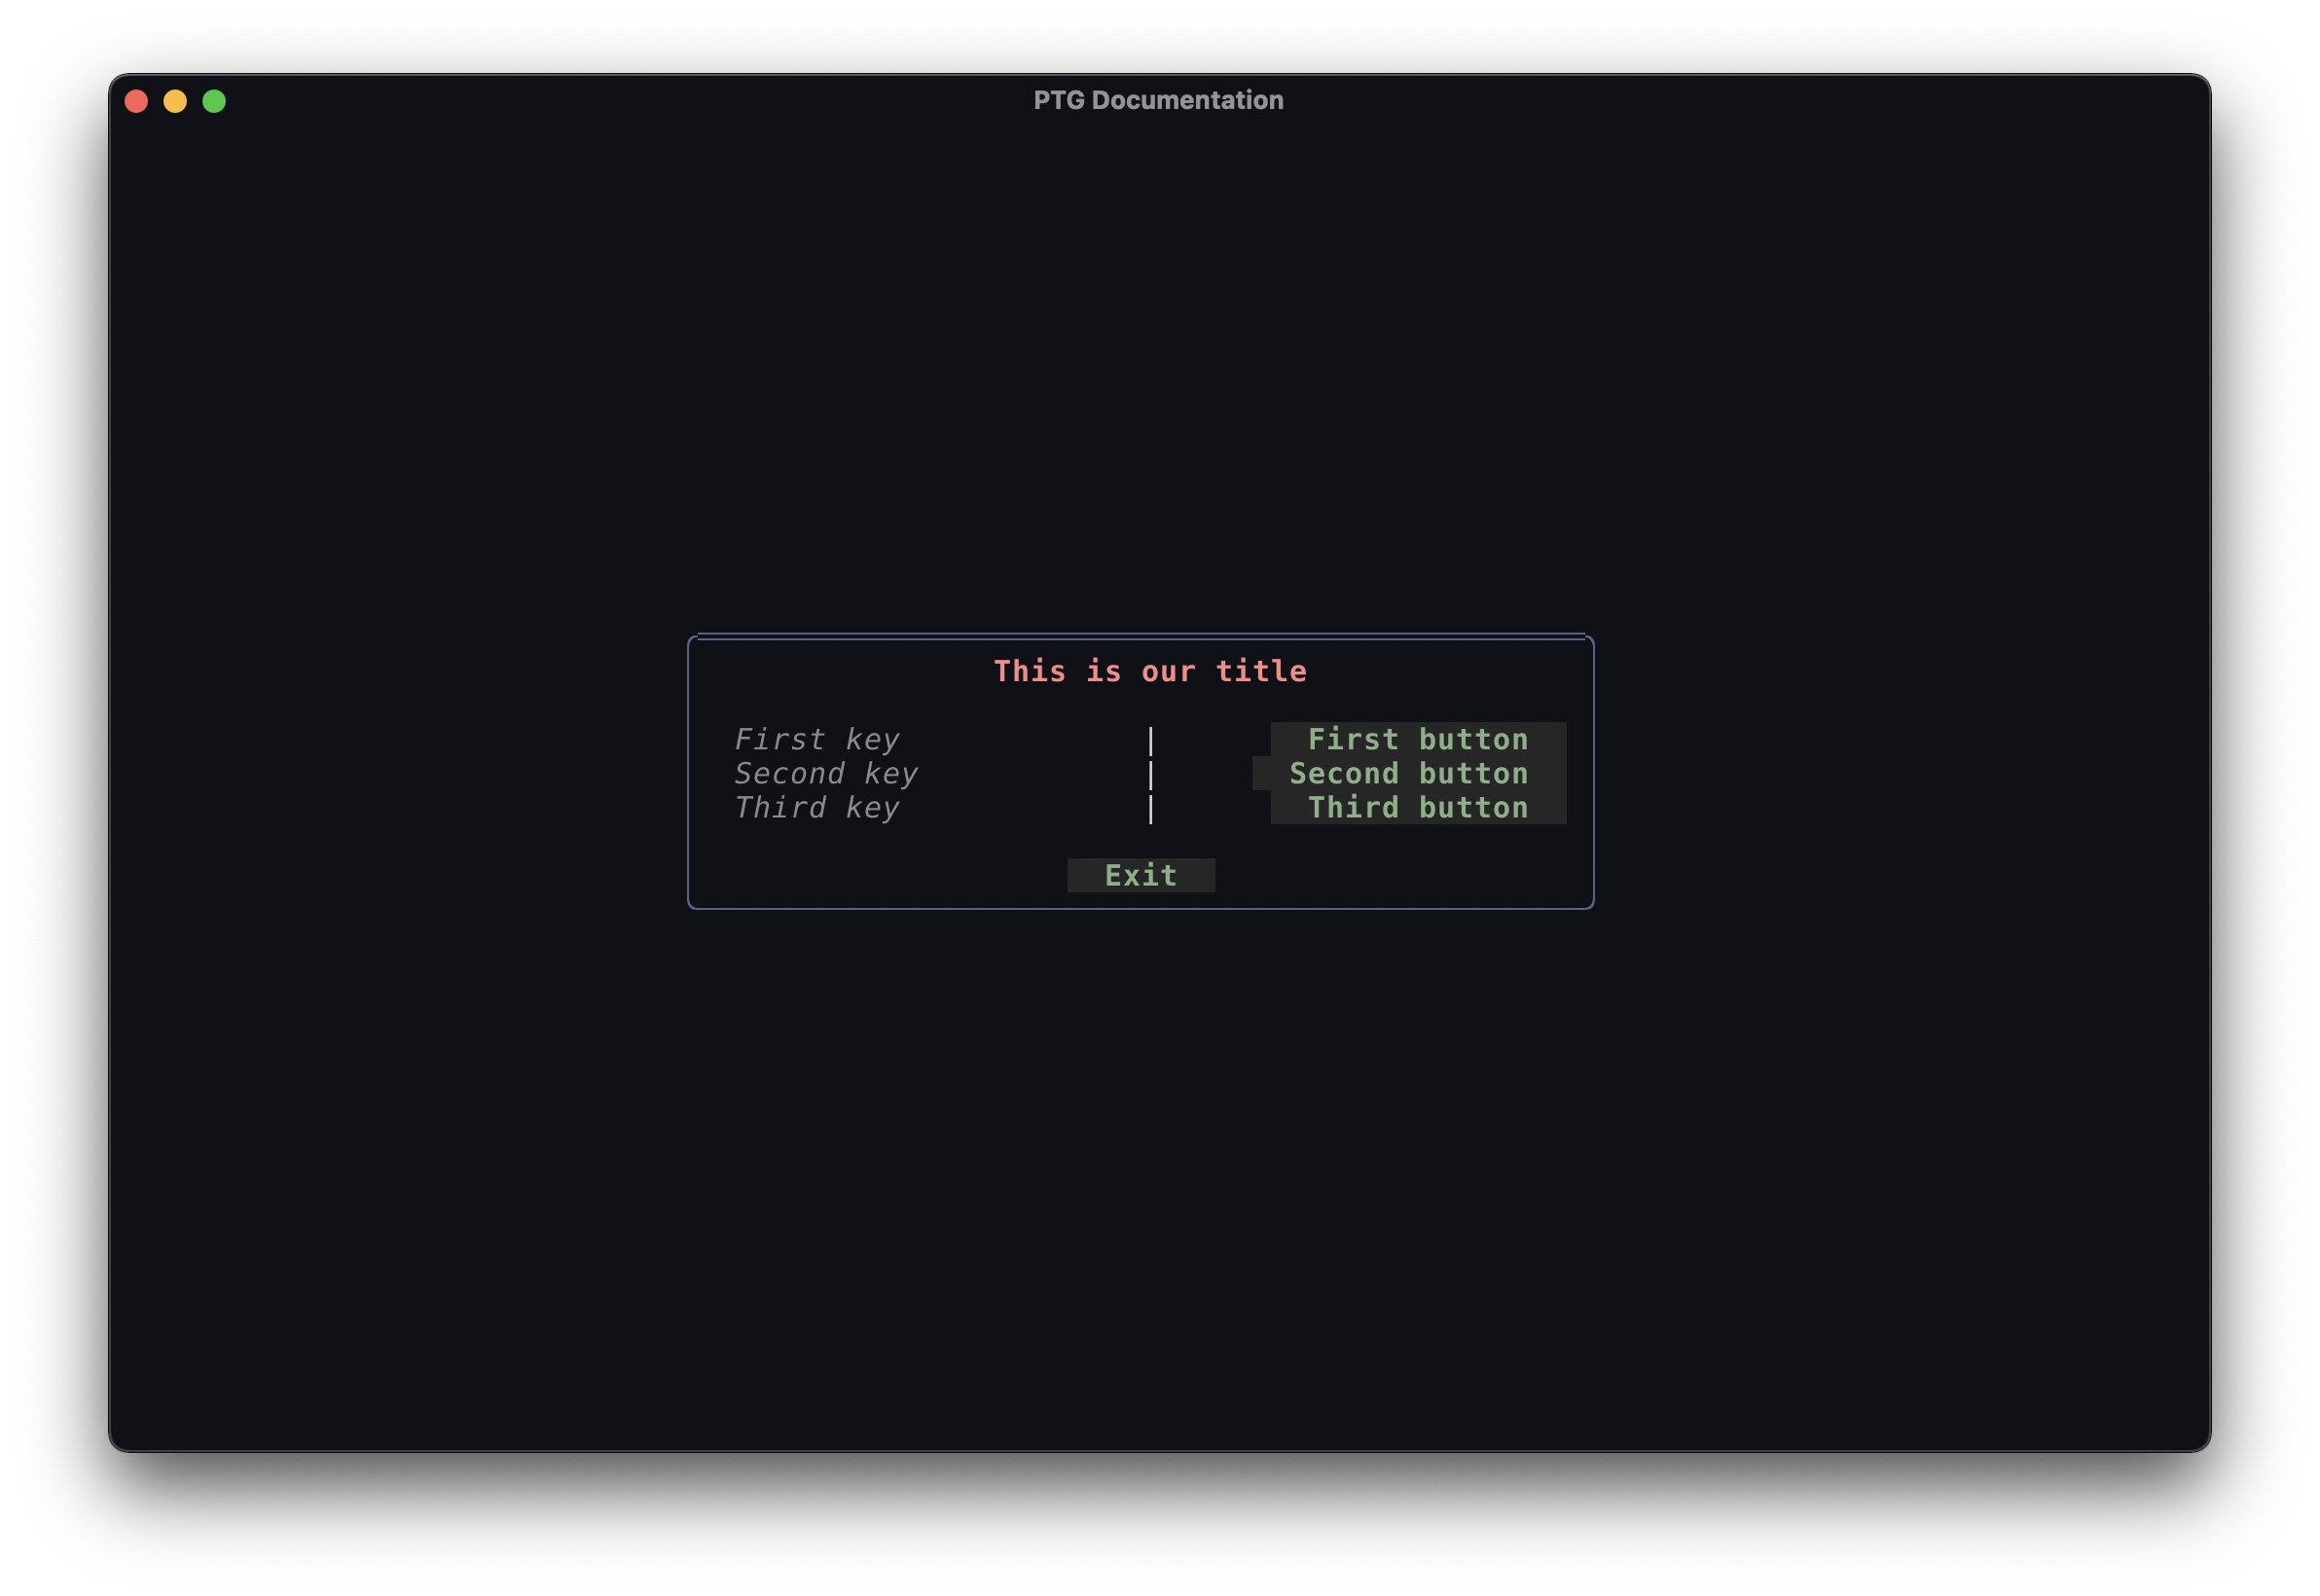 PTG Documentation
This is our title
First key | First button
Second key | Second button
Third key | Third button
Exit